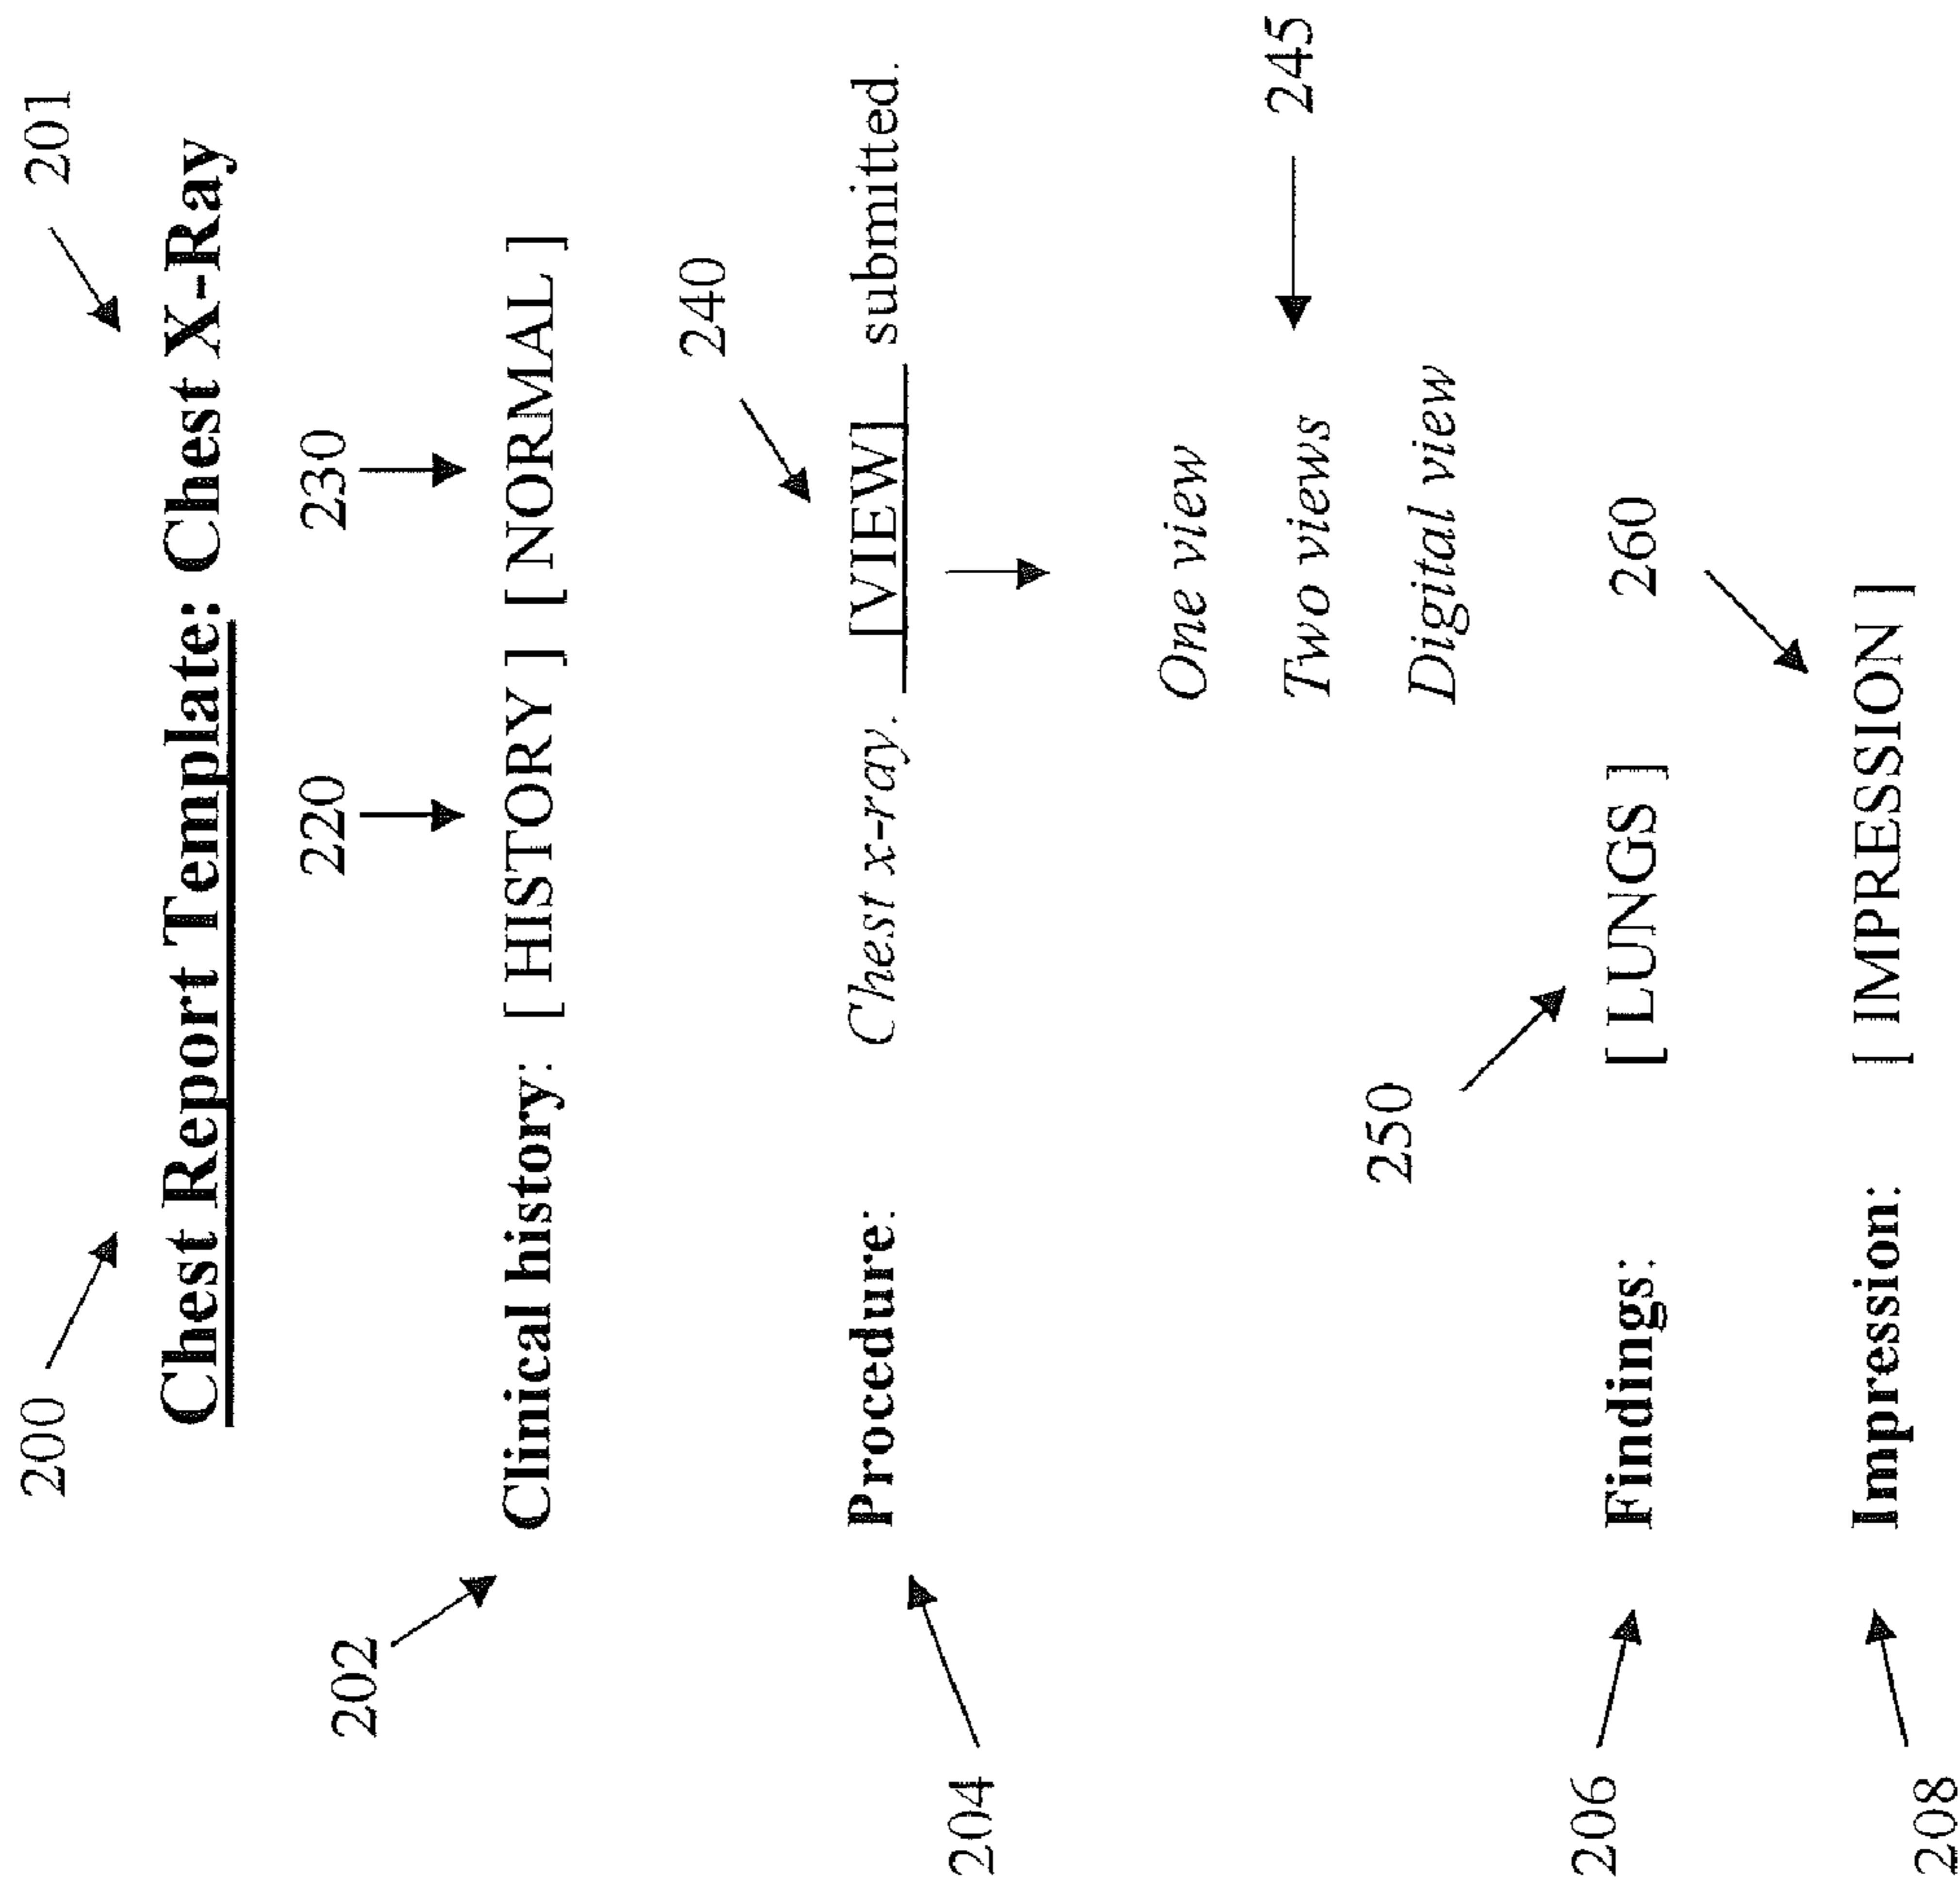 200 201
Chest Report Template: Chest X-Ray
220 230
202
Clinical history: [ HISTORY ] [ NORMAL ]
240
Procedure: Chest x-ray. [VIEW] submitted.
204
One view
Two views 245
Digital view
250 260
206
Findings: [ LUNGS ]
Impression: [ IMPRESSION ]
208